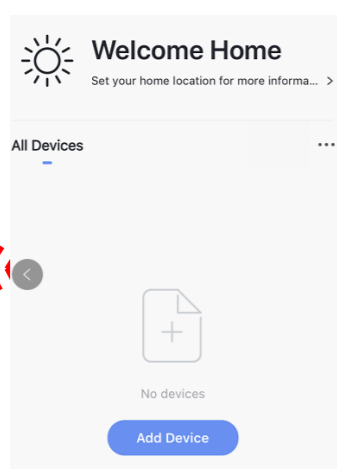 Welcome Home
Set your home location for more informa... >
All Devices
No devices
Add Device